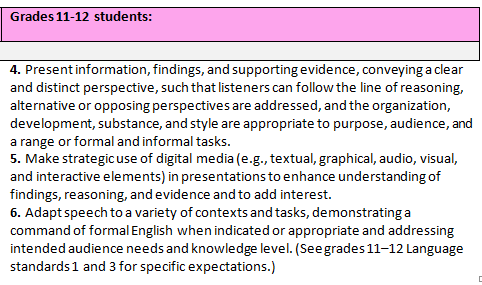 Grades 11-12 students:
4. Present information, findings, and supporting evidence, conveying a clear
and distinct perspective, such that listeners can follow the line of reasoning,
alternative or opposing perspectives are addressed, and the organization,
development, substance, and style are appropriate to purpose, audience, and
a range or formal and informal tasks.
5. Make strategic use of digital media (e.g., textual, graphical, audio, visual,
and interactive elements) in presentations to enhance understanding of
findings, reasoning, and evidence and to add interest.
6. Adapt speech to a variety of contexts and tasks, demonstrating a
command of formal English when indicated or appropriate and addressing
intended audience needs and knowledge level. (See grades 11–12 Language
standards 1 and 3 for specific expectations.)